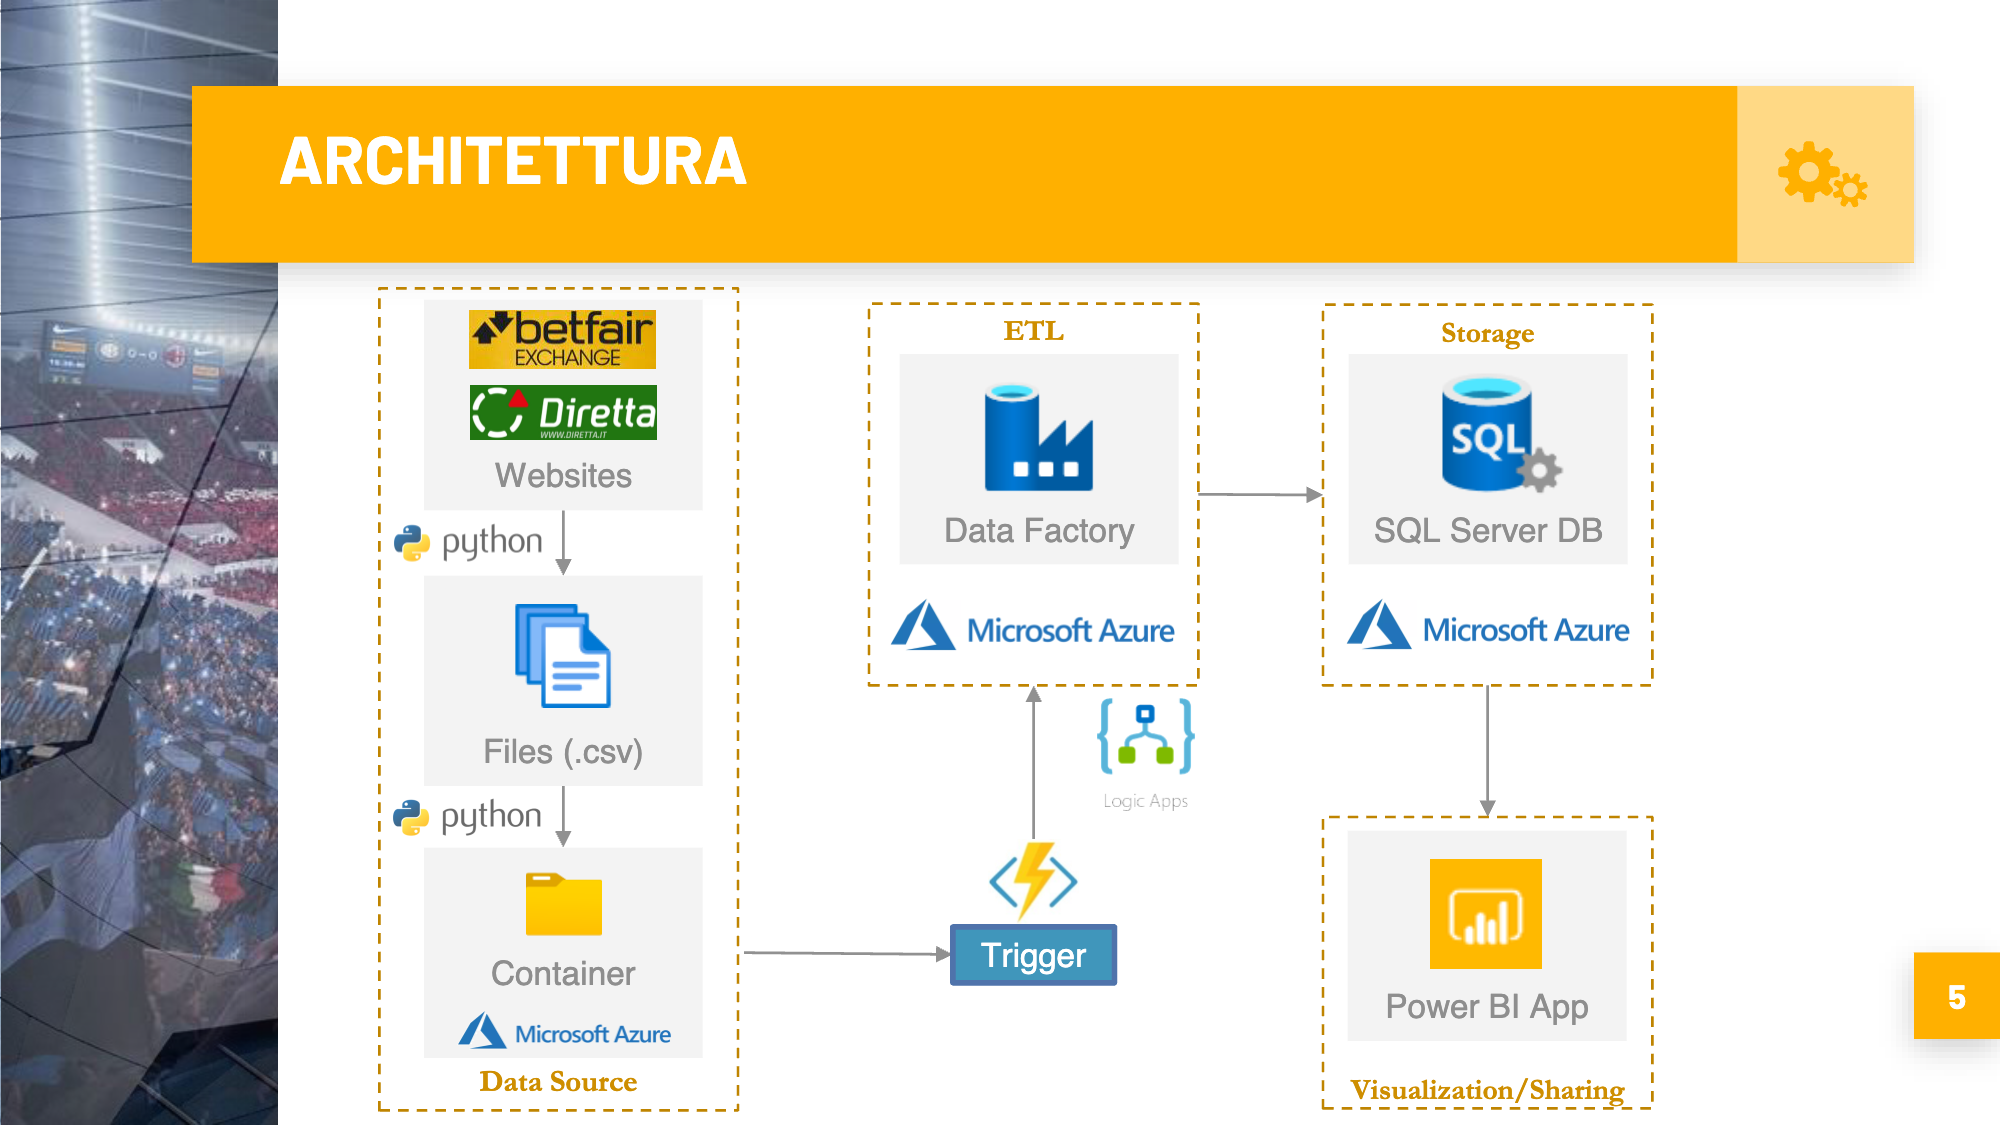 ARCHITETTURA
betfair
EXCHANGE
Diretta
WWW.DIRETTA.IT
Websites
python
Files (.csv)
python
Container
Microsoft Azure
Data Source
ETL
Data Factory
Microsoft Azure
Logic Apps
Trigger
Storage
SQL
SQL Server DB
Microsoft Azure
Power BI App
Visualization/Sharing
5
0-0